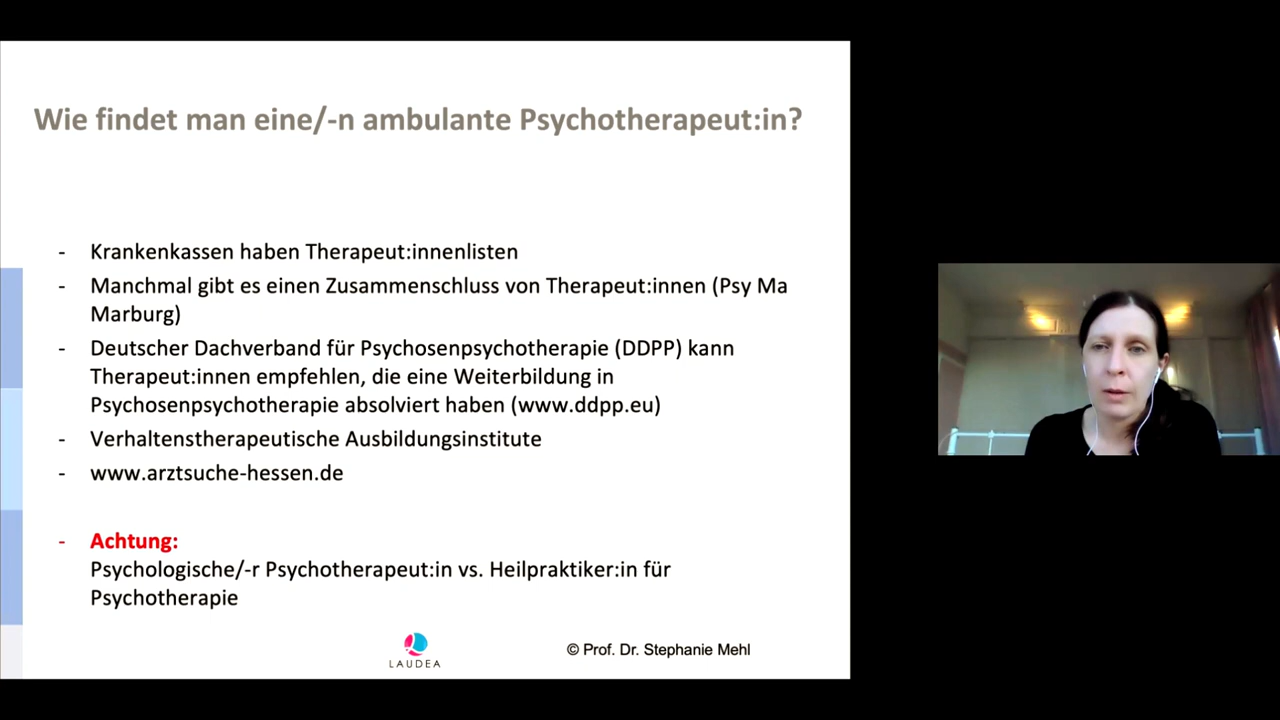 Wie findet man eine/-n ambulante Psychotherapeut:in?
- Krankenkassen haben Therapeut:innenlisten
- Manchmal gibt es einen Zusammenschluss von Therapeut:innen (Psy Ma
Marburg)
- Deutscher Dachverband für Psychosenpsychotherapie (DDPP) kann
Therapeut:innen empfehlen, die eine Weiterbildung in
Psychosenpsychotherapie absolviert haben (www.ddpp.eu)
- Verhaltenstherapeutische Ausbildungsinstitute
- www.arztsuche-hessen.de
- Achtung:
Psychologische/-r Psychotherapeut:in vs. Heilpraktiker:in für
Psychotherapie
LAUDEA
© Prof. Dr. Stephanie Mehl